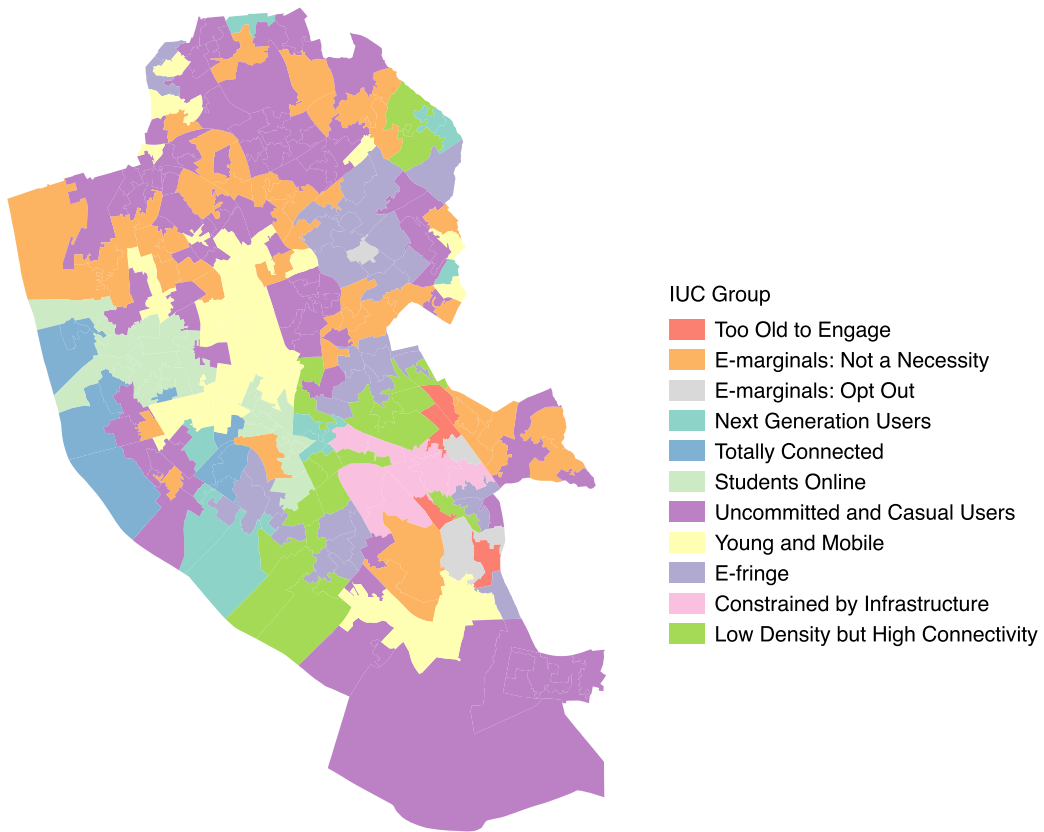 IUC Group
Too Old to Engage
E-marginals: Not a Necessity
E-marginals: Opt Out
Next Generation Users
Totally Connected
Students Online
Uncommitted and Casual Users
Young and Mobile
E-fringe
Constrained by Infrastructure
Low Density but High Connectivity